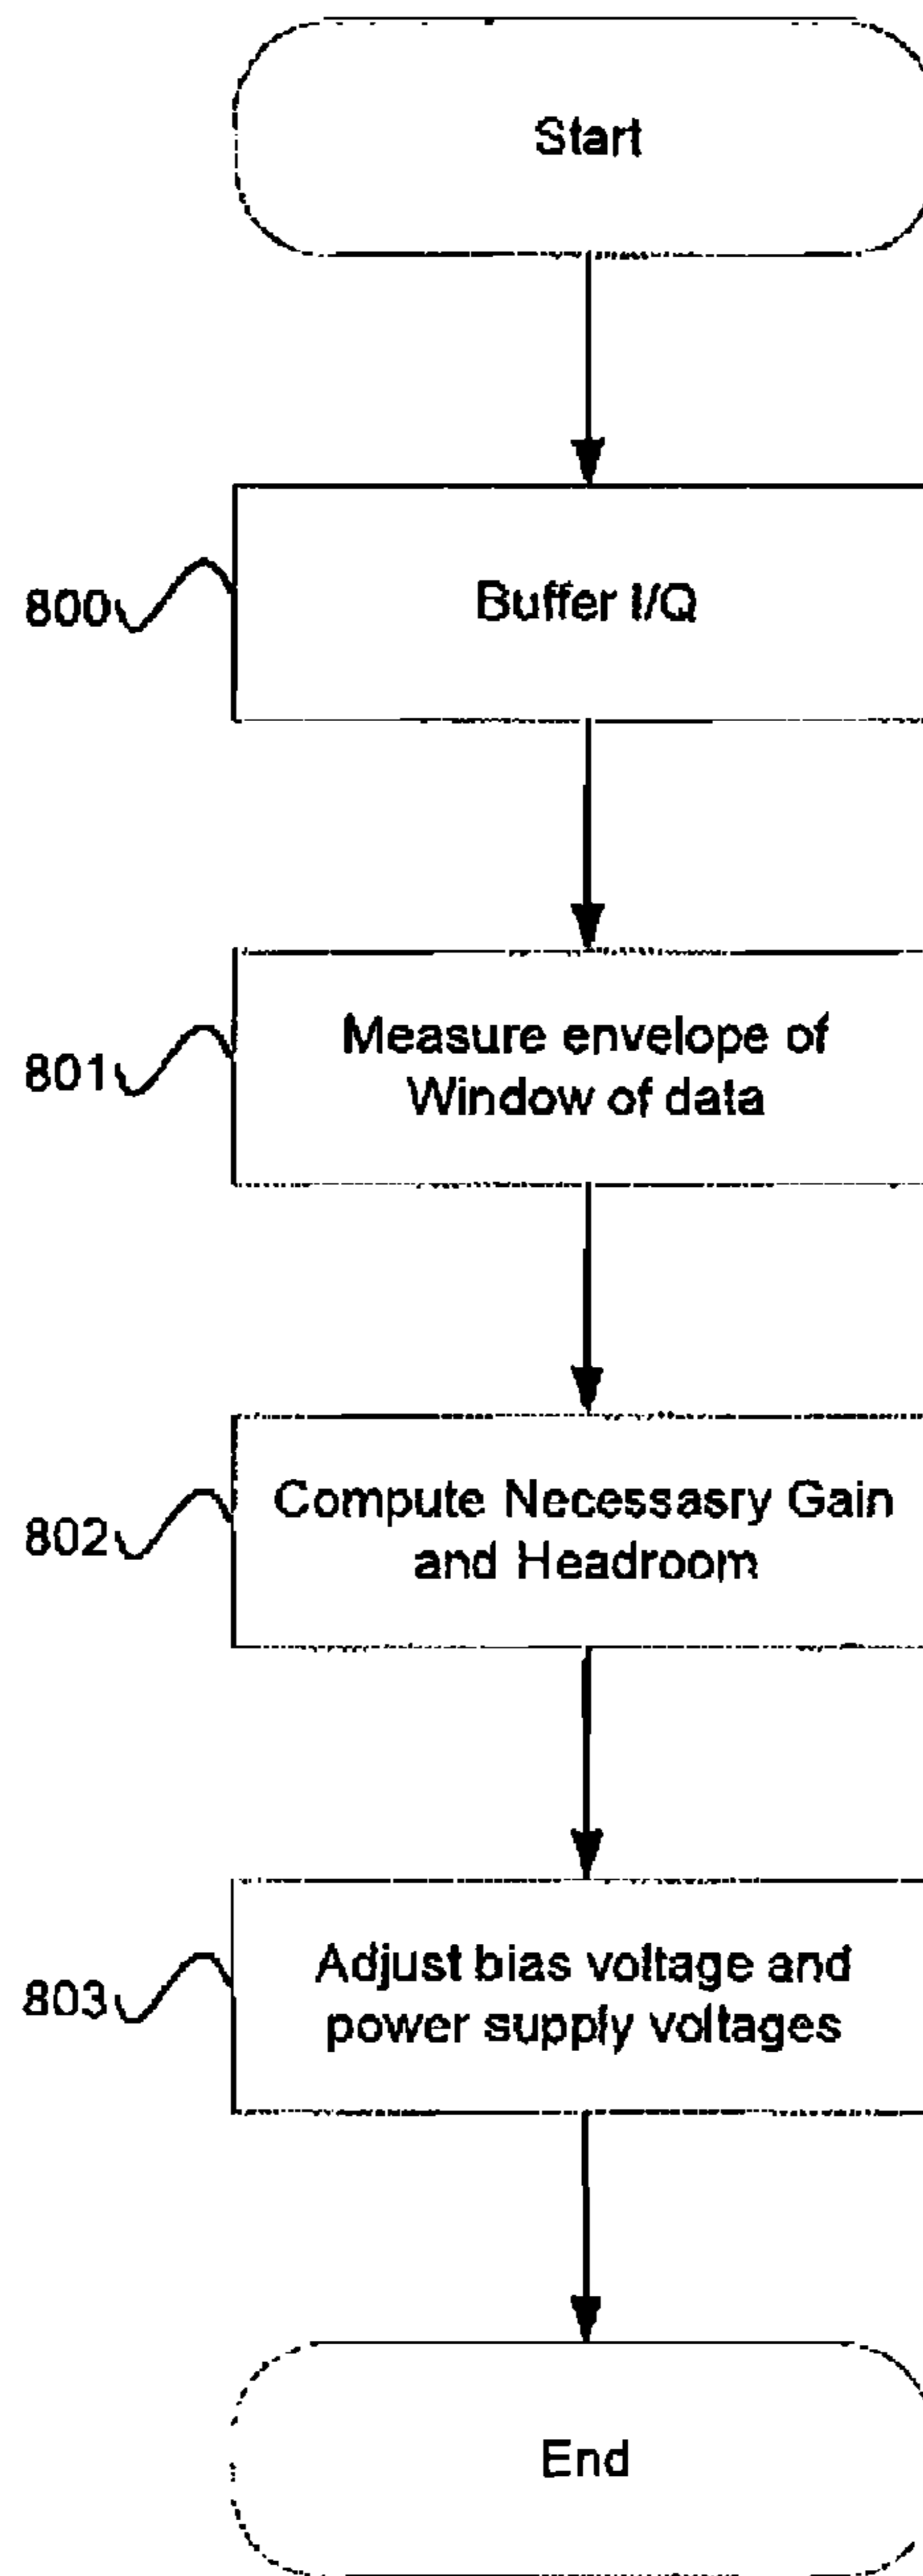 Start
800
Buffer I/Q
801
Measure envelope of
Window of data
802
Compute Necessasry Gain
and Headroom
803
Adjust bias voltage and
power supply voltages
End